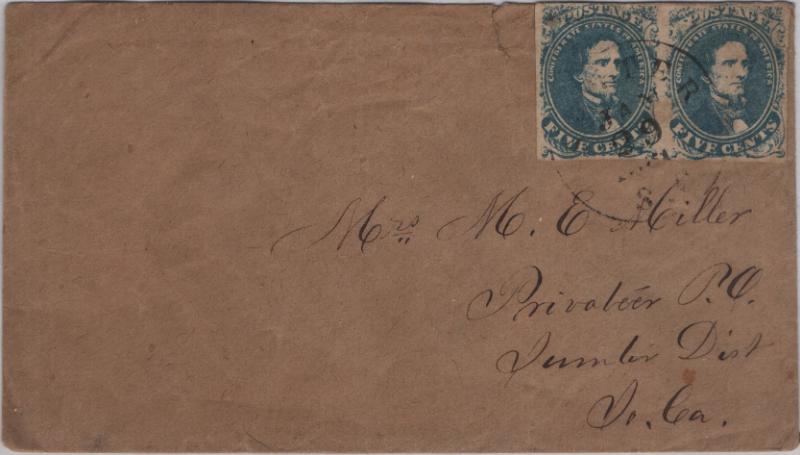 POSTAGE POSTAGE
CONFEDERATE STATES OF AMERICA CONFEDERATE STATES OF AMERICA
FIVE CENTS FIVE CENTS
Mrs M. E Miller
Privateer P.O.
Sumter Dist
So. Ca.